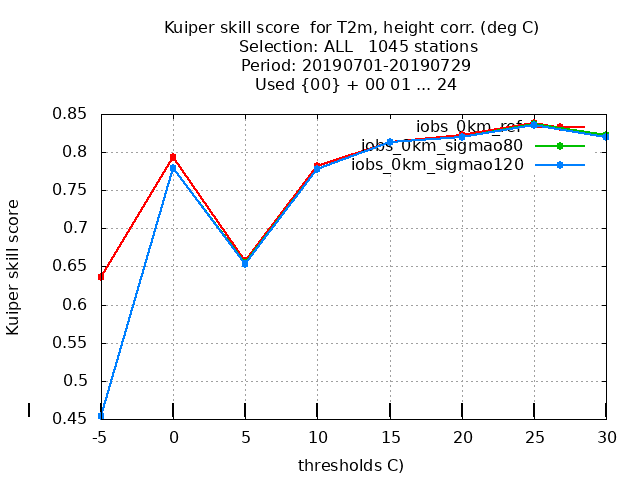 Kuiper skill score  for T2m, height corr. (deg C)
Selection: ALL   1045 stations
Period: 20190701-20190729
Used {00} + 00 01 ... 24
iobs_0km_ref
iobs_0km_sigmao80
iobs_0km_sigmao120
Kuiper skill score
0.85
0.8
0.75
0.7
0.65
0.6
0.55
0.5
0.45
-5 0 5 10 15 20 25 30
thresholds C)